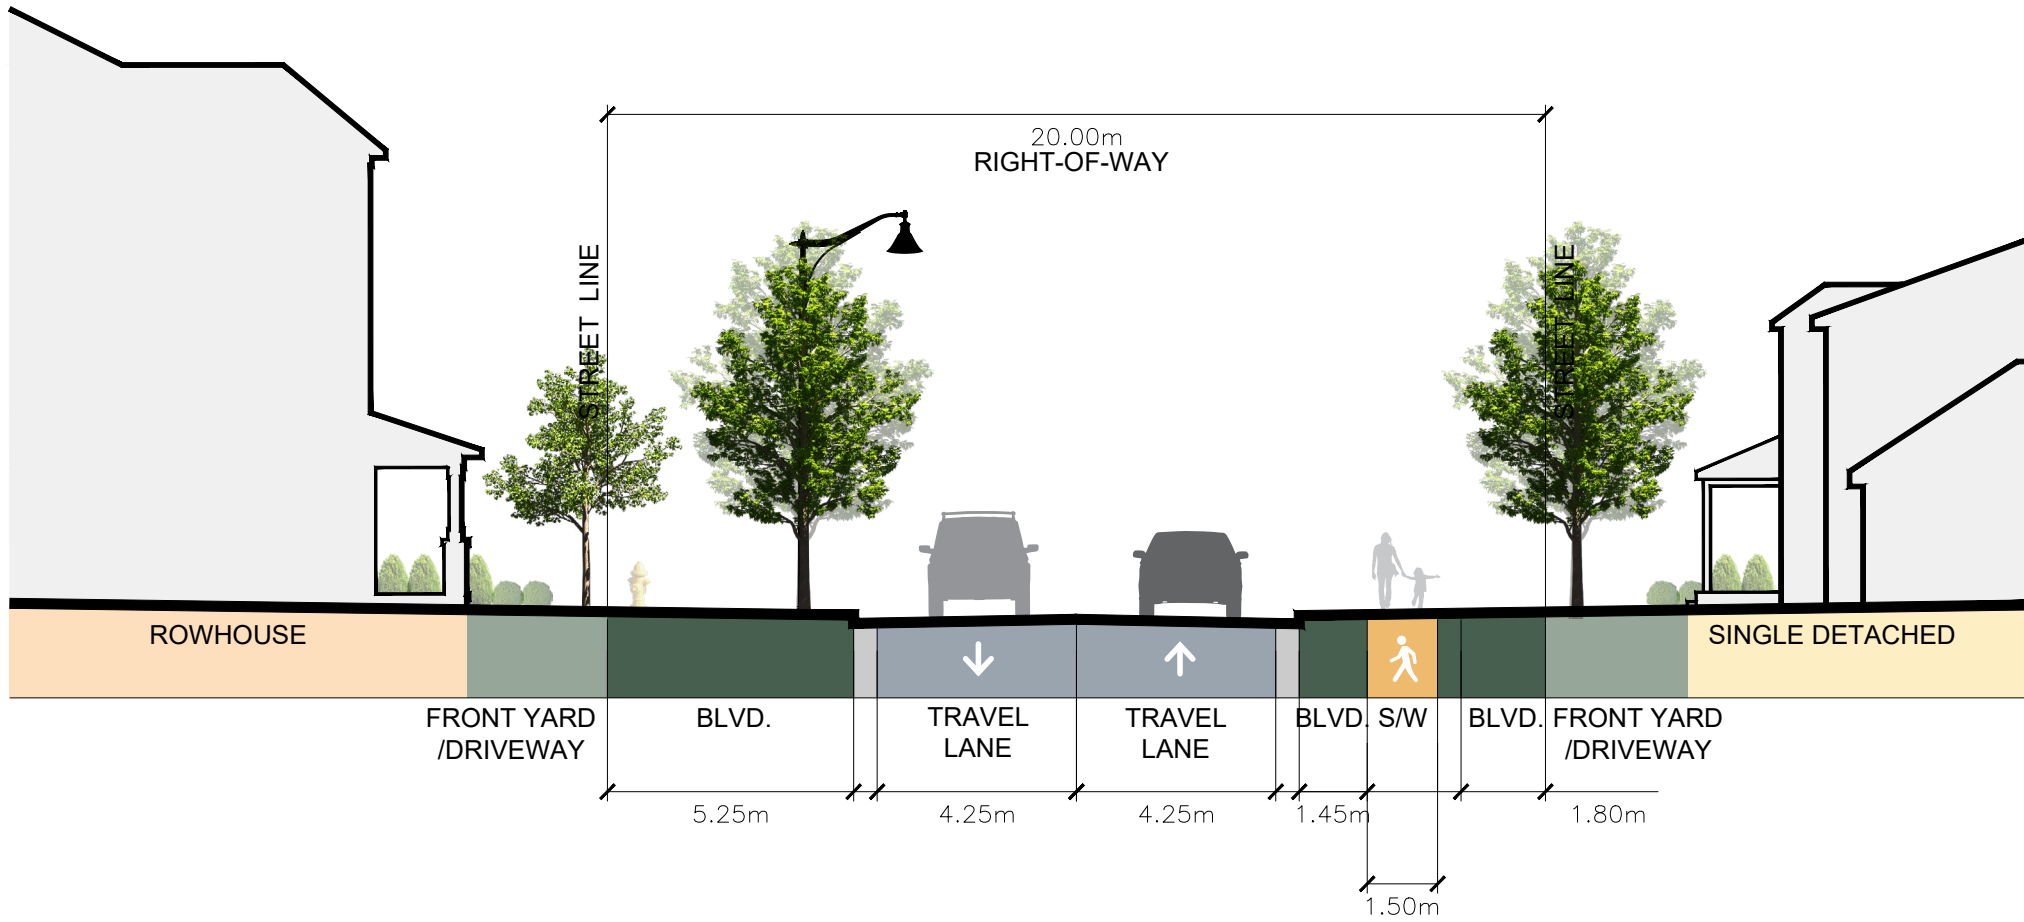 20.00m
RIGHT-OF-WAY
STREET LINE
STREET LINE
ROWHOUSE
SINGLE DETACHED
FRONT YARD
/DRIVEWAY
BLVD.
TRAVEL
LANE
TRAVEL
LANE
BLVD.
S/W
BLVD.
FRONT YARD
/DRIVEWAY
5.25m
4.25m
4.25m
1.45m
1.80m
1.50m